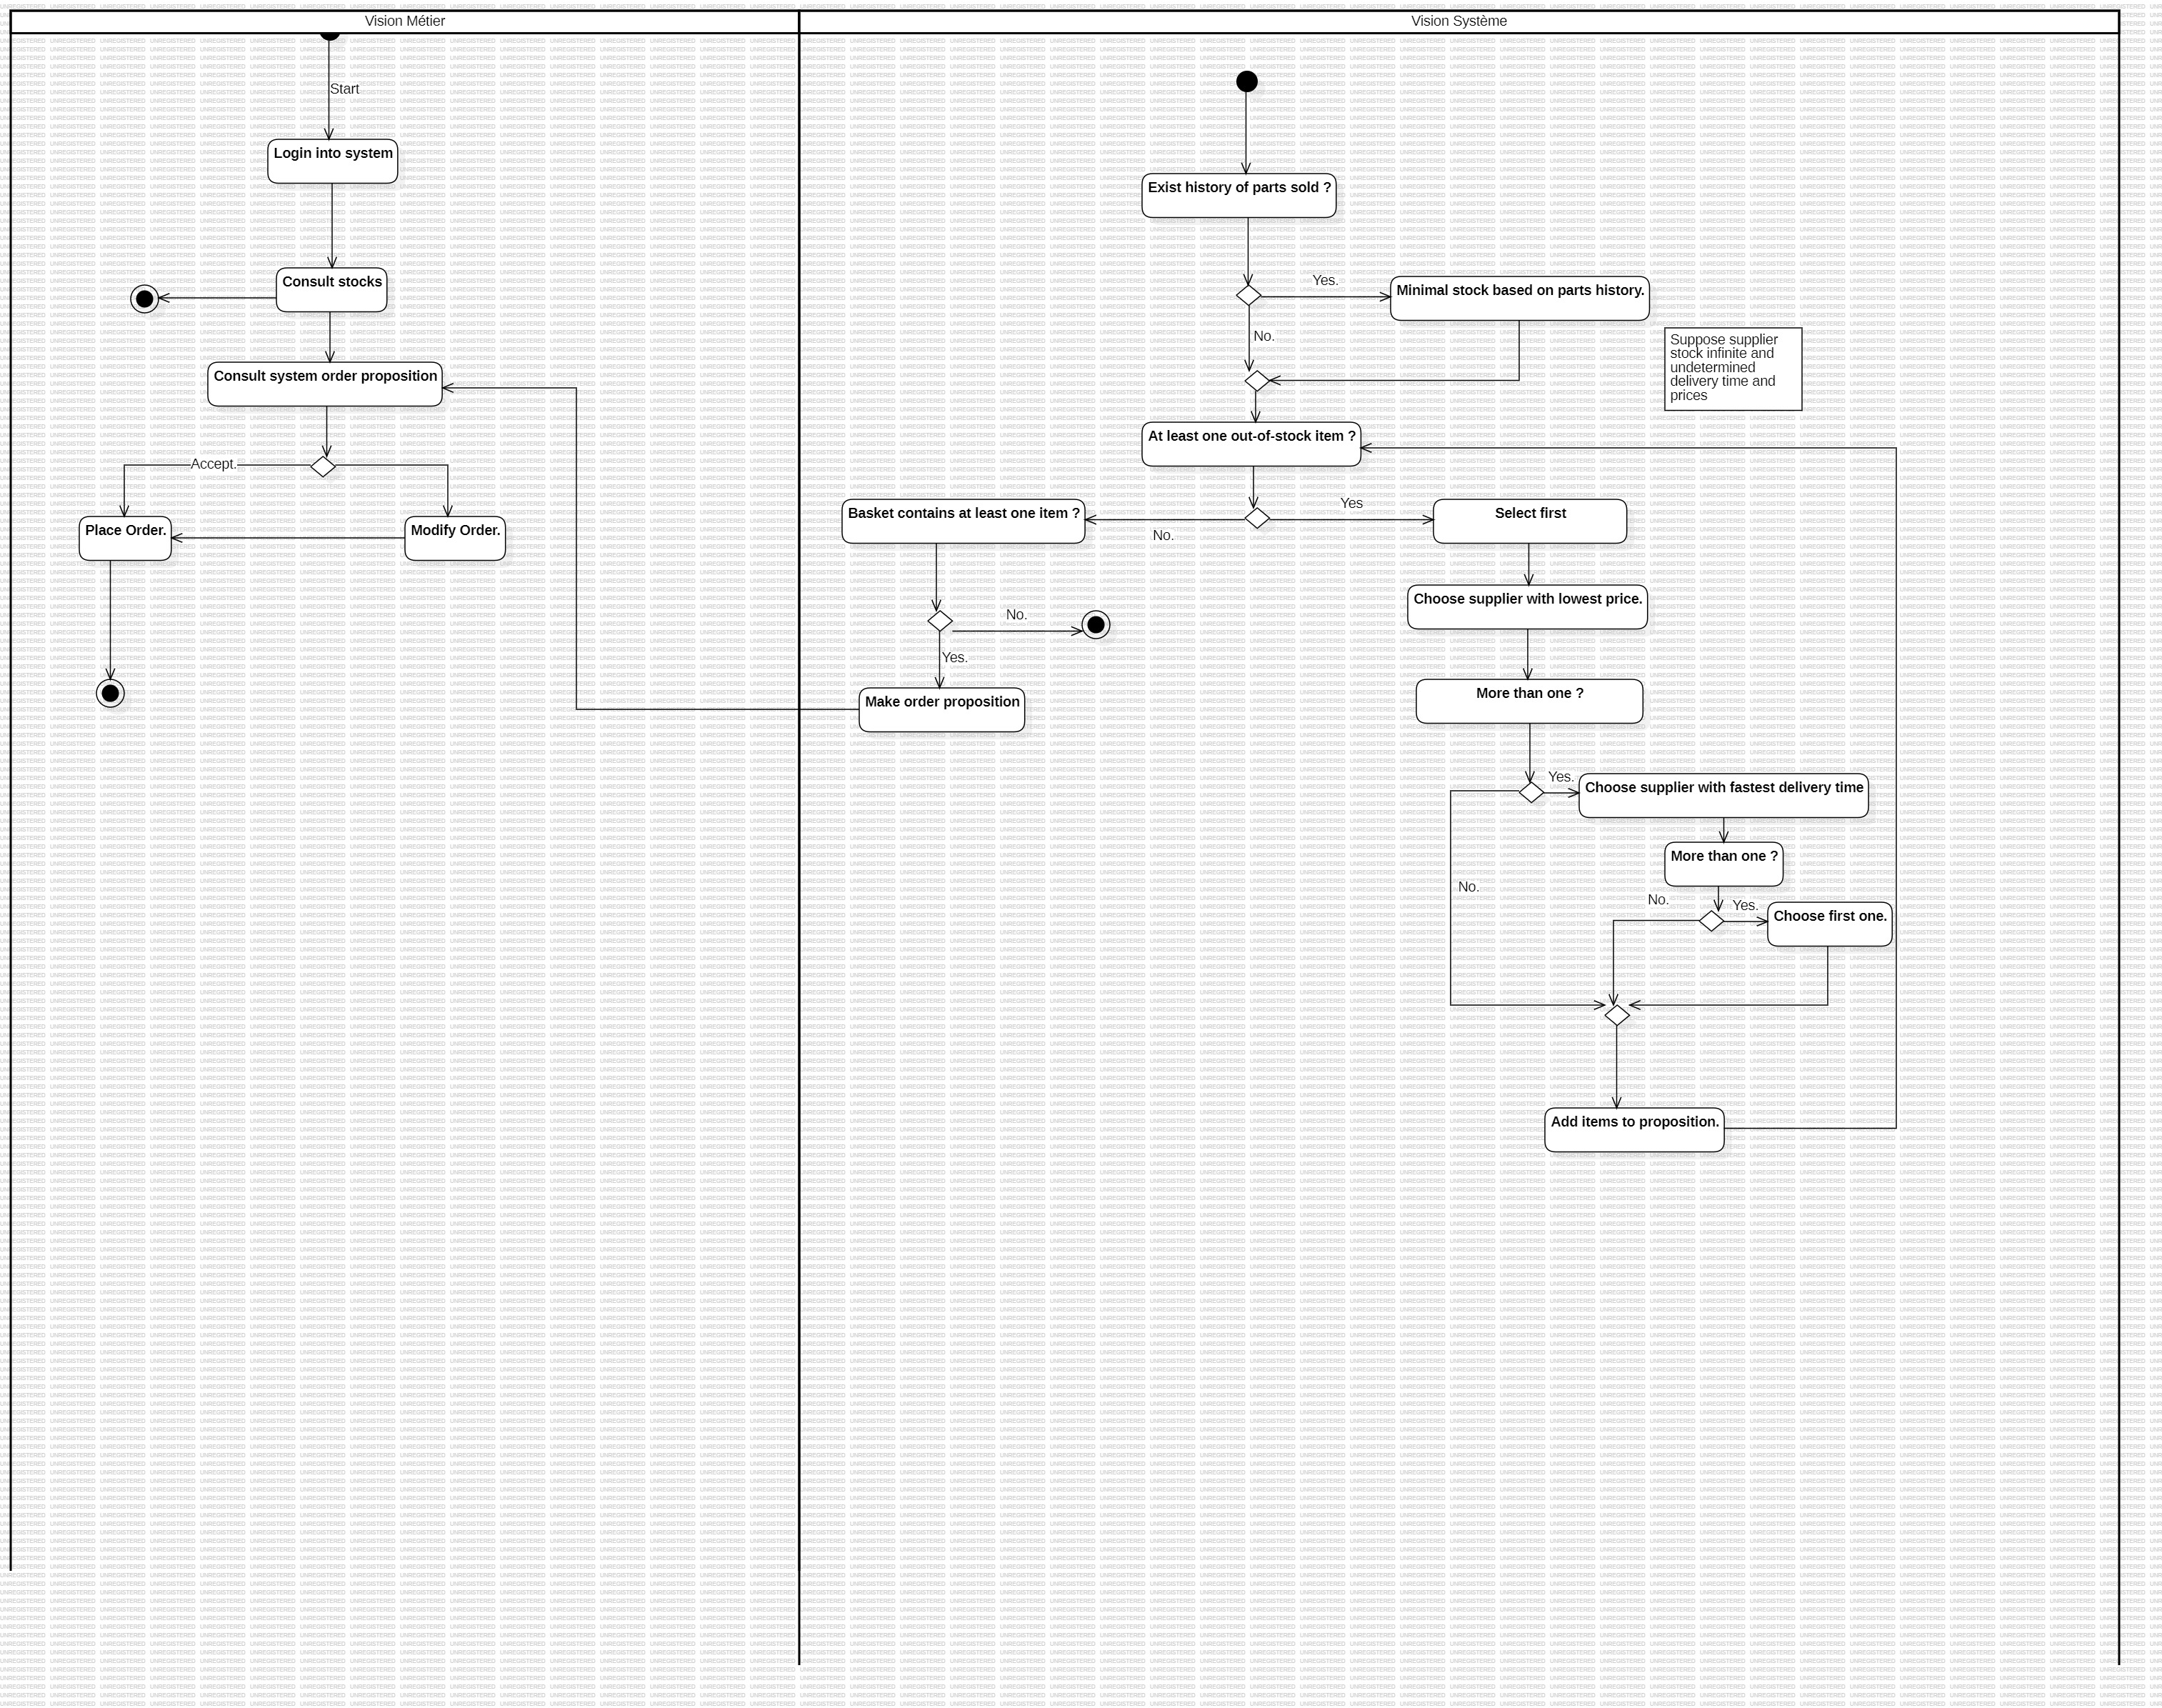 Vision Métier
Vision Système
Start
Login into system
Exist history of parts sold ?
Consult stocks
Yes.
Minimal stock based on parts history.
No.
Suppose supplier
stock infinite and
undetermined
delivery time and
prices
Consult system order proposition
At least one out-of-stock item ?
Accept.
Basket contains at least one item ?
Yes
Select first
No.
Place Order.
Modify Order.
Choose supplier with lowest price.
No.
Yes.
Make order proposition
More than one ?
Yes.
Choose supplier with fastest delivery time
More than one ?
No.
No.
Yes.
Choose first one.
Add items to proposition.
UNREGISTERED